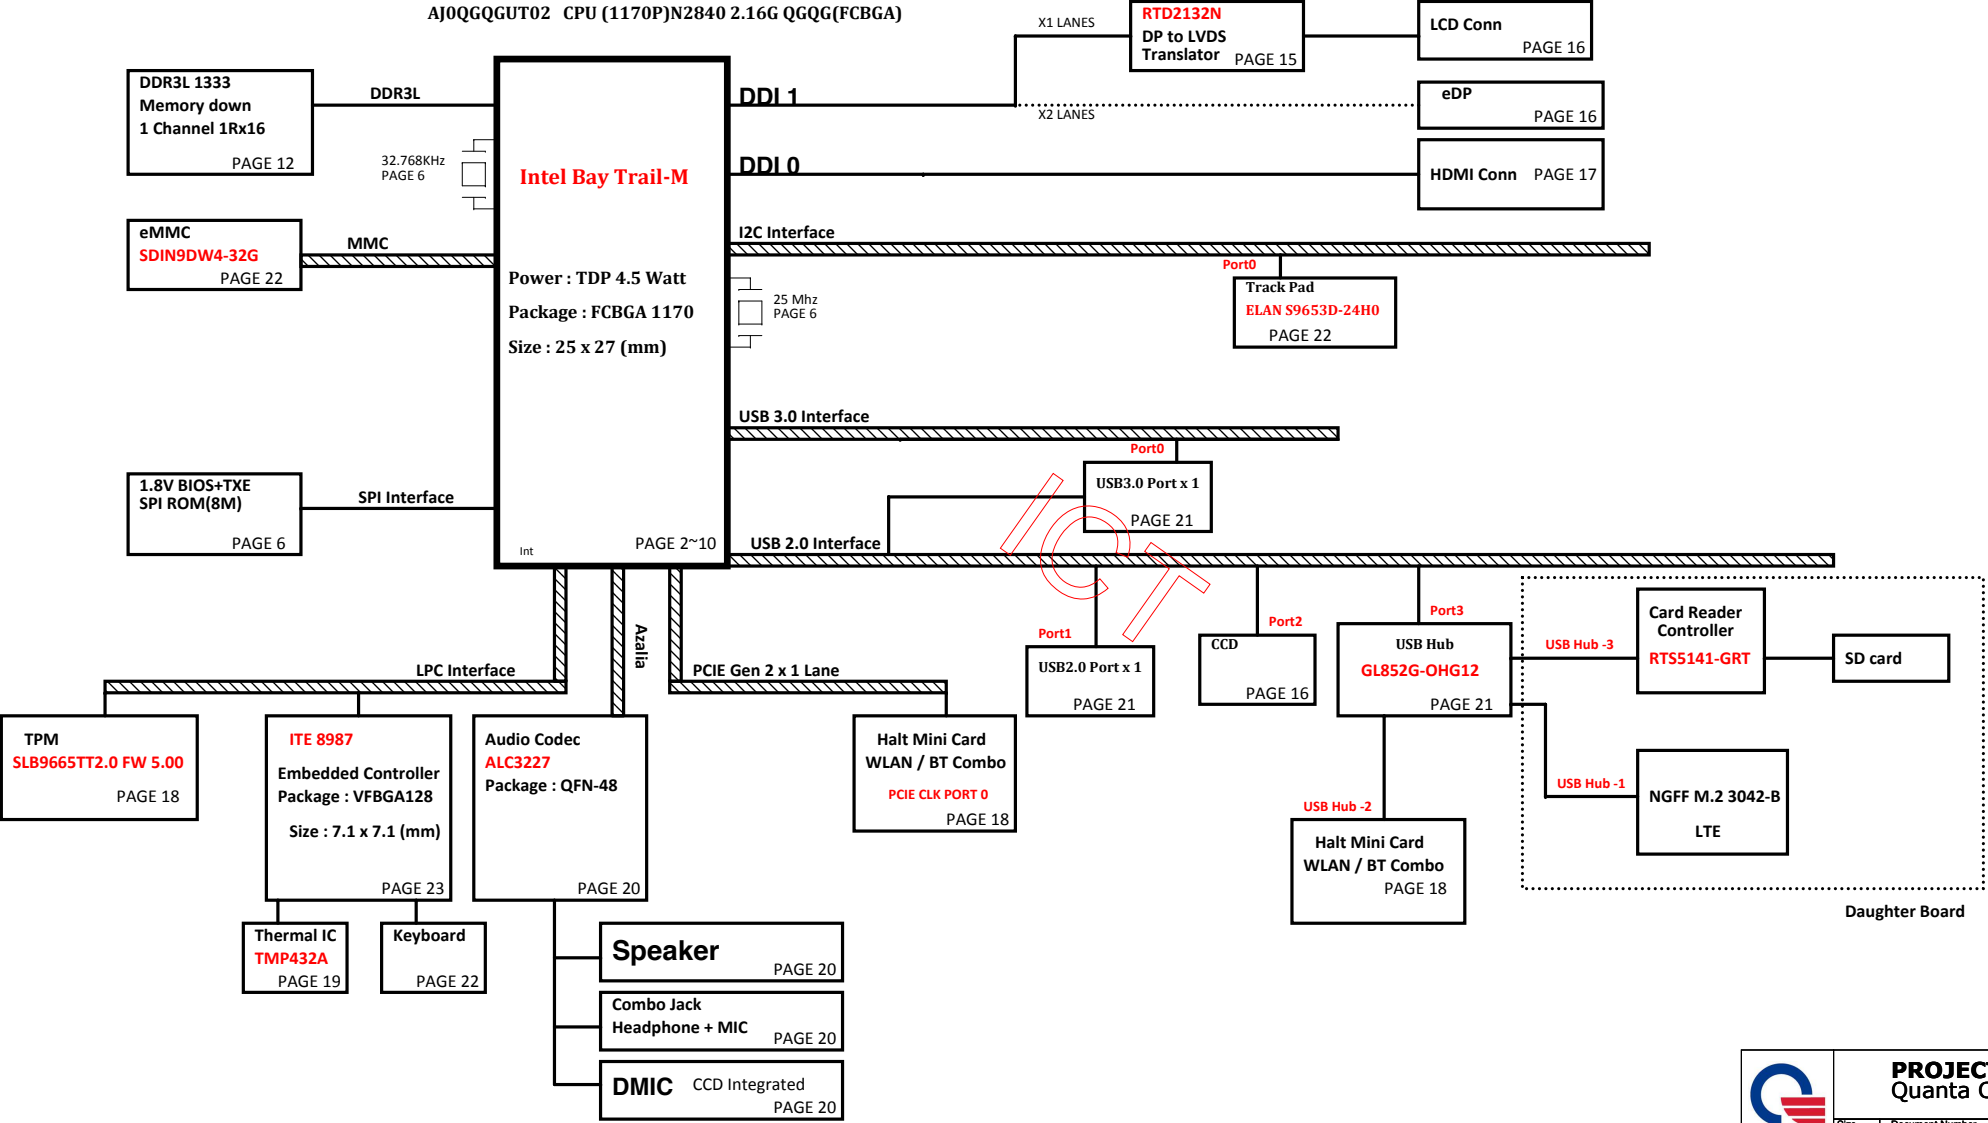 AJ0QGQGUT02 CPU (1170P)N2840 2.16G QGQG(FCBGA)
DDR3L 1333
Memory down
1 Channel 1Rx16
PAGE 12
DDR3L
32.768KHz
PAGE 6
eMMC
SDIN9DW4-32G
PAGE 22
MMC
1.8V BIOS+TXE
SPI ROM(8M)
PAGE 6
SPI Interface
Intel Bay Trail-M
Power : TDP 4.5 Watt
Package : FCBGA 1170
Size : 25 x 27 (mm)
Int
PAGE 2~10
DDI 1
X1 LANES
X2 LANES
RTD2132N
DP to LVDS
Translator
PAGE 15
LCD Conn
PAGE 16
eDP
PAGE 16
DDI 0
HDMI Conn
PAGE 17
I2C Interface
Port0
Track Pad
ELAN S9653D-24H0
PAGE 22
25 Mhz
PAGE 6
USB 3.0 Interface
Port0
USB3.0 Port x 1
PAGE 21
USB 2.0 Interface
ICT
Port1
USB2.0 Port x 1
PAGE 21
Port2
CCD
PAGE 16
Port3
USB Hub
GL852G-OHG12
PAGE 21
USB Hub -3
Card Reader
Controller
RTS5141-GRT
SD card
USB Hub -1
NGFF M.2 3042-B
LTE
Daughter Board
USB Hub -2
Halt Mini Card
WLAN / BT Combo
PAGE 18
LPC Interface
Azalia
PCIE Gen 2 x 1 Lane
TPM
SLB9665TT2.0 FW 5.00
PAGE 18
ITE 8987
Embedded Controller
Package : VFBGA128
Size : 7.1 x 7.1 (mm)
PAGE 23
Audio Codec
ALC3227
Package : QFN-48
PAGE 20
Halt Mini Card
WLAN / BT Combo
PCIE CLK PORT 0
PAGE 18
Thermal IC
TMP432A
PAGE 19
Keyboard
PAGE 22
Speaker
PAGE 20
Combo Jack
Headphone + MIC
PAGE 20
DMIC CCD Integrated
PAGE 20
PROJECT
Quanta C
Size
Document Number